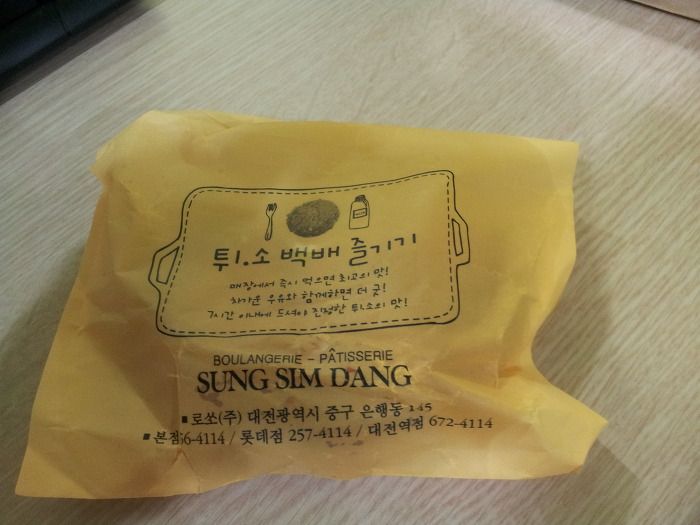 튀.소 백배 즐기기
매장에서 즉시 먹으면 최고의 맛!
차가운 우유와 함께하면 더 굿!
7시간 이내에 드셔야 진정한 튀.소의 맛!
BOULANGERIE - PÂTISSERIE
SUNG SIM DANG
■ 로쏘(주) 대전광역시 중구 은행동 145
■ 본점 6-4114 / 롯데점 257-4114 / 대전역점 672-4114